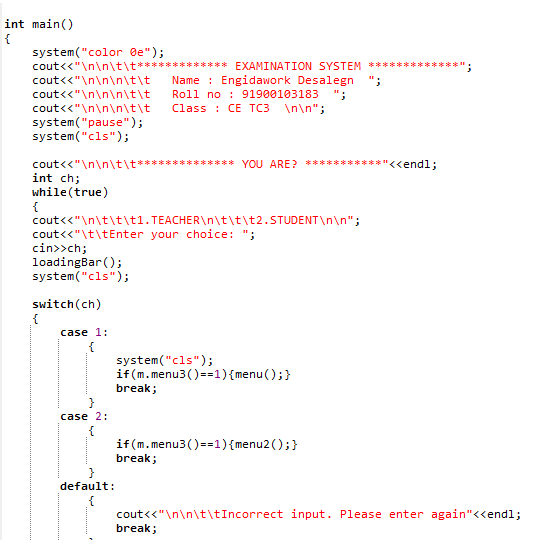 int main()
{
    system("color 0e");
    cout<<"\n\n\t\t************* EXAMINATION SYSTEM *************";
    cout<<"\n\n\n\t\t   Name : Engidawork Desalegn  ";
    cout<<"\n\n\n\t\t   Roll no : 91900103183  ";
    cout<<"\n\n\n\t\t   Class : CE TC3  \n\n";
    system("pause");
    system("cls");

    cout<<"\n\n\t\t************** YOU ARE? ***********"<<endl;
    int ch;
    while(true)
    {
    cout<<"\n\t\t\t1.TEACHER\n\t\t\t2.STUDENT\n\n";
    cout<<"\t\tEnter your choice: ";
    cin>>ch;
    loadingBar();
    system("cls");

    switch(ch)
    {
        case 1:
            {
                system("cls");
                if(m.menu3()==1){menu();}
                break;
            }
        case 2:
            {
                if(m.menu3()==1){menu2();}
                break;
            }
        default:
            {
                cout<<"\n\n\t\tIncorrect input. Please enter again"<<endl;
                break;